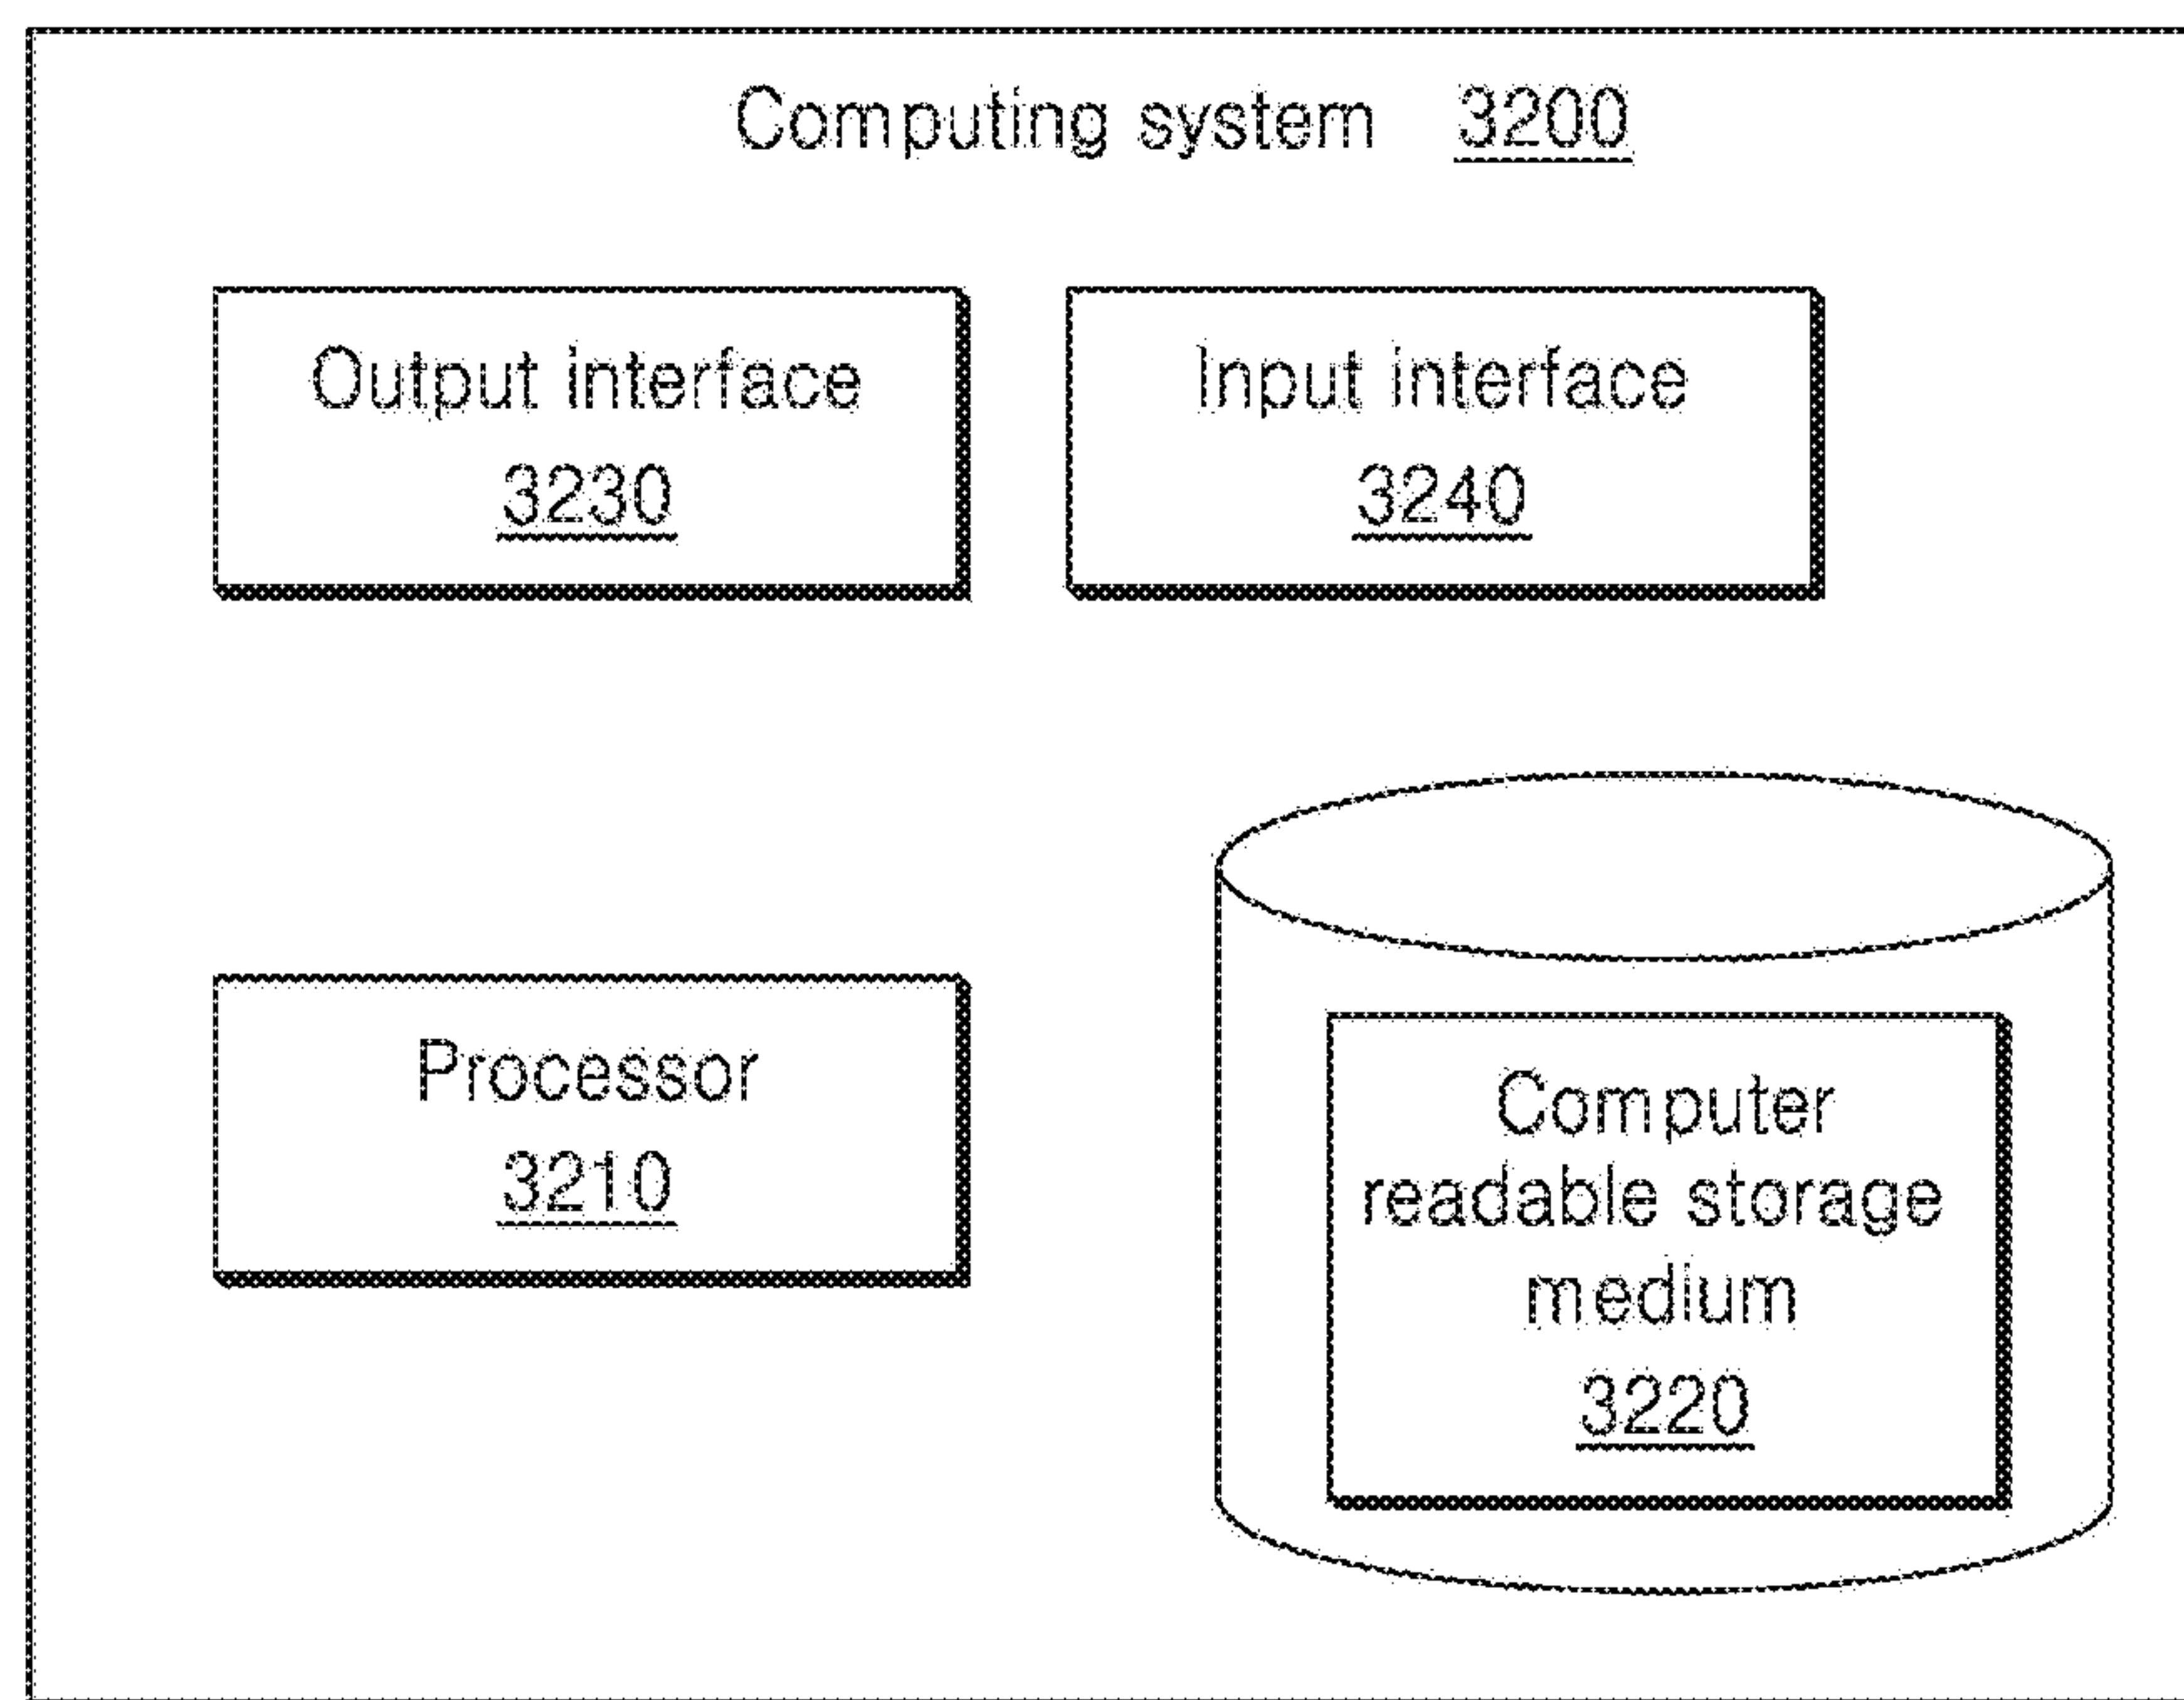 Computing system 3200
Output interface
3230
Input interface
3240
Processor
3210
Computer
readable storage
medium
3220